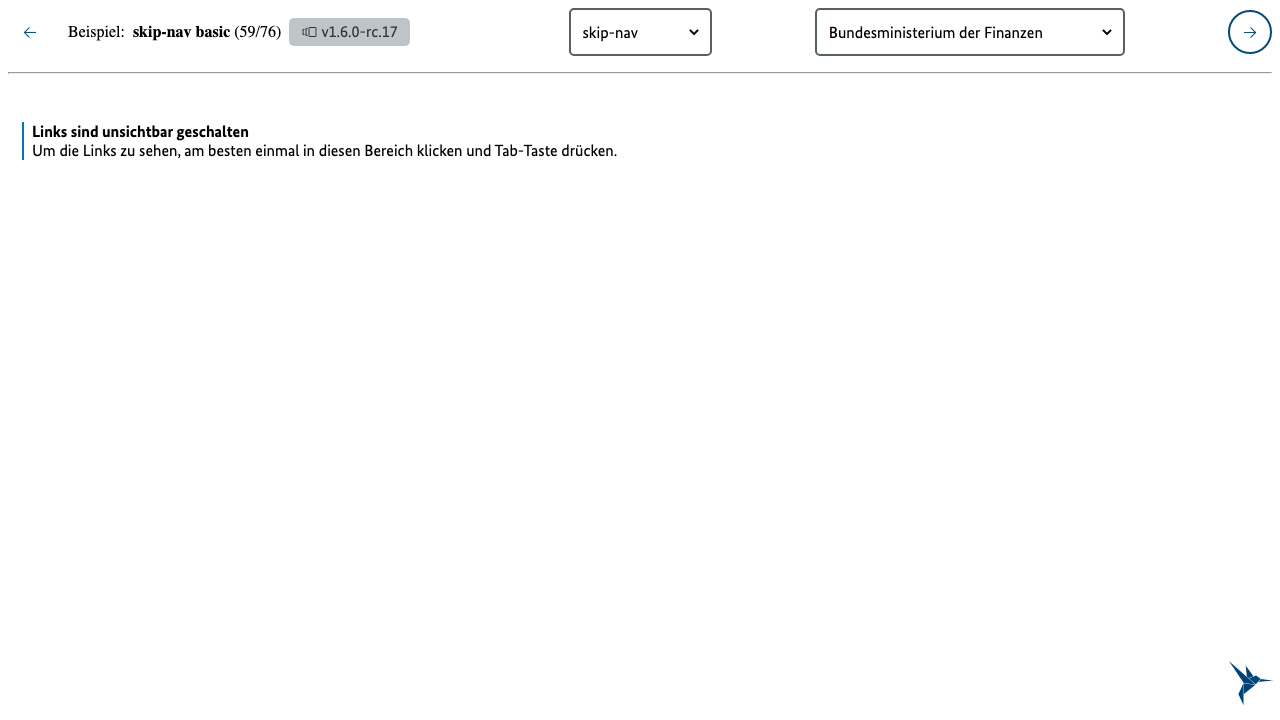 Beispiel: skip-nav basic (59/76) v1.6.0-rc.17 skip-nav Bundesministerium der Finanzen
Links sind unsichtbar geschalten
Um die Links zu sehen, am besten einmal in diesen Bereich klicken und Tab-Taste drücken.